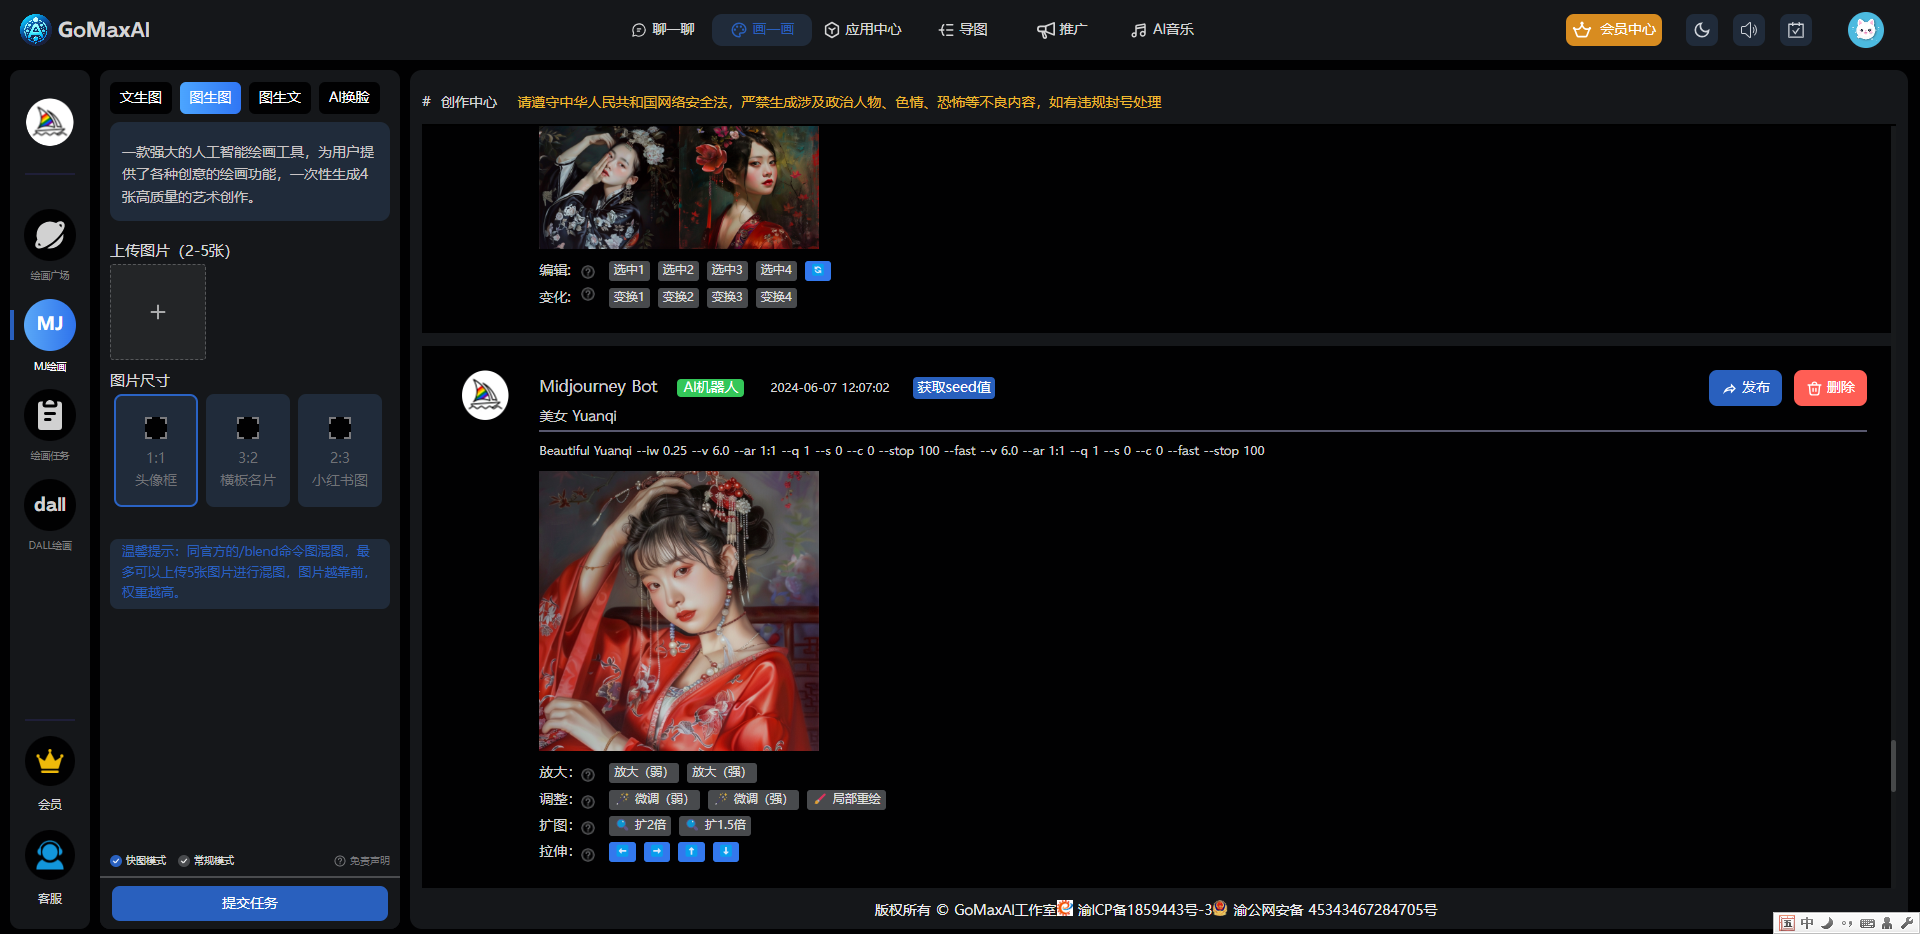 GoMaxAI
聊一聊
画一画
应用中心
导图
推广
AI音乐
会员中心
绘画广场
MJ
MJ绘画
绘画任务
dall
DALL绘画
会员
客服
文生图
图生图
图生文
AI换脸
一款强大的人工智能绘画工具，为用户提
供了各种创意的绘画功能，一次性生成4
张高质量的艺术创作。
上传图片（2-5张)
图片尺寸
1:1
头像框
3:2
横板名片
2:3
小红书图
温馨提示：同官方的/blend命令图混图，最
多可以上传5张图片进行混图，图片越靠前，
权重越高。
快图模式
常规模式
免责声明
提交任务
# 创作中心 请遵守中华人民共和国网络安全法，严禁生成涉及政治人物、色情、恐怖等不良内容，如有违规封号处理
编辑: 选中1 选中2 选中3 选中4
变化: 变换1 变换2 变换3 变换4
Midjourney Bot AI机器人 2024-06-07 12:07:02 获取seed值
发布
删除
美女 Yuanqi
Beautiful Yuanqi --iw 0.25 --v 6.0 --ar 1:1 --q 1 --s 0 --c 0 --stop 100 --fast --v 6.0 --ar 1:1 --q 1 --s 0 --c 0 --fast --stop 100
放大: 放大（弱） 放大（强）
调整: 微调（弱） 微调（强） 局部重绘
扩图: 扩2倍 扩1.5倍
拉伸:
版权所有 © GoMaxAI工作室 渝ICP备1859443号-3 渝公网安备 45343467284705号
五 中